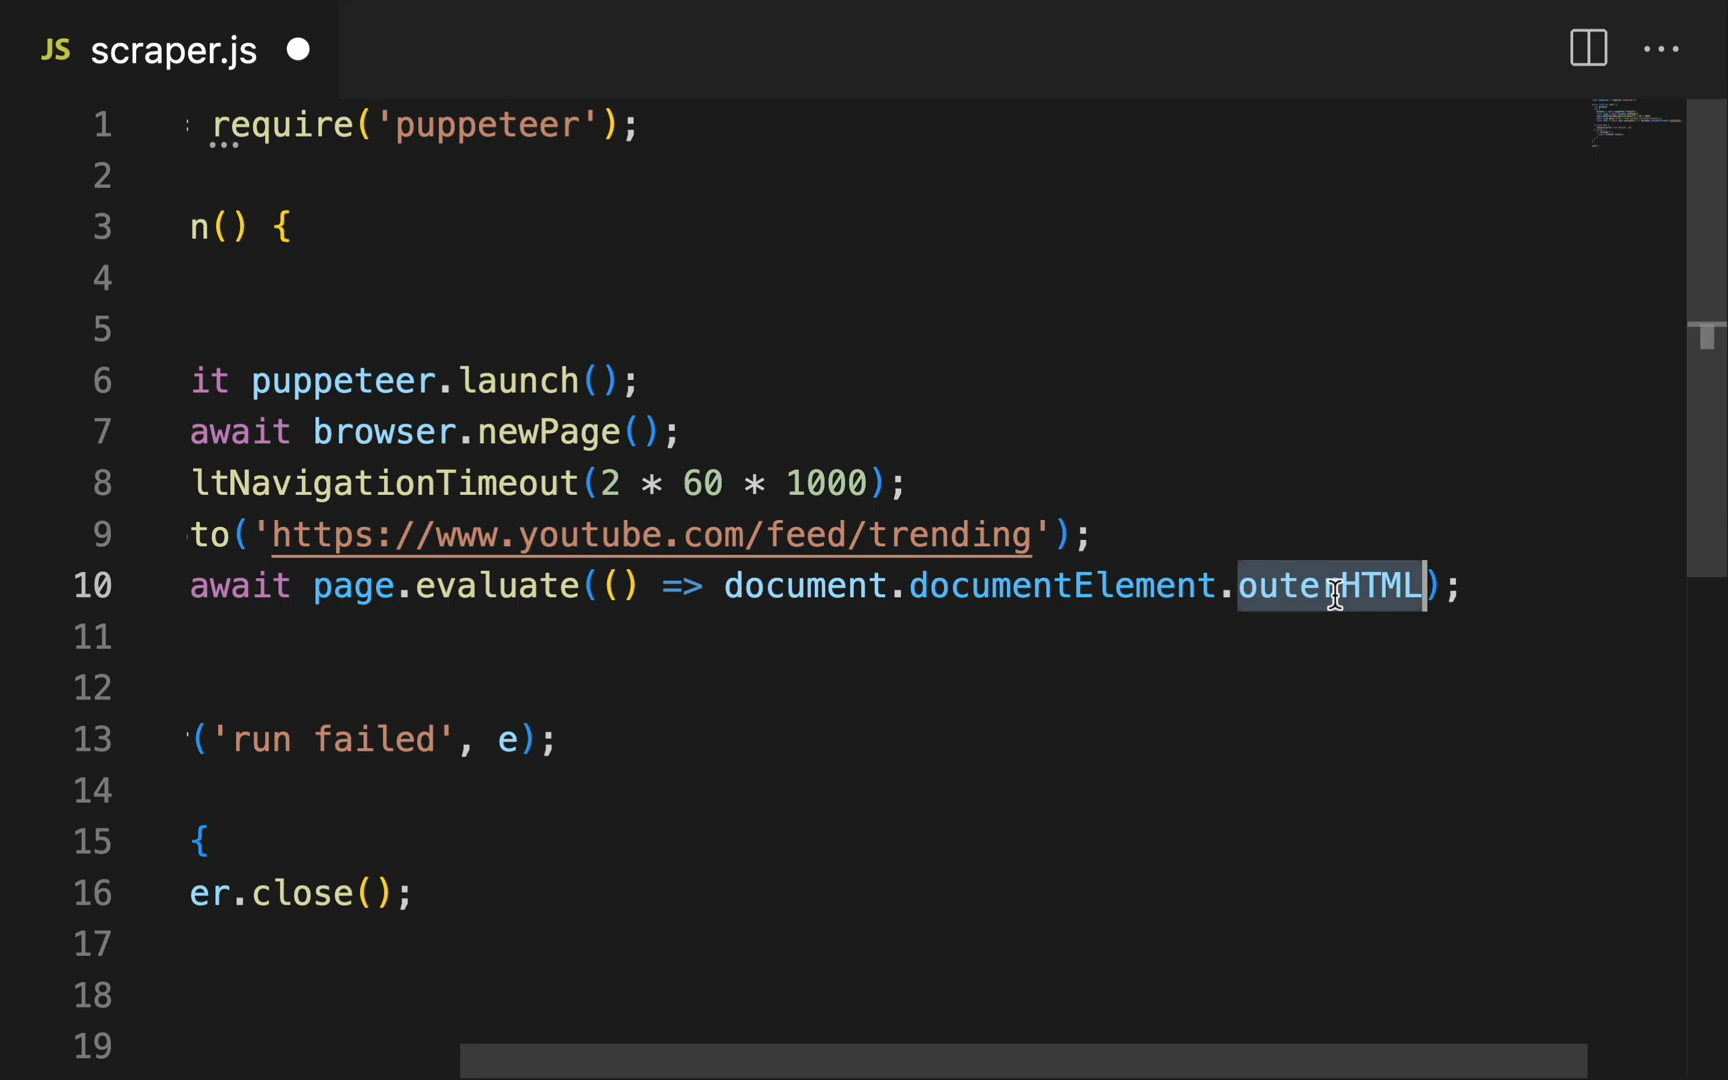 JS scraper.js
1 require('puppeteer');
2
3 n() {
4
5
6 it puppeteer.launch();
7 await browser.newPage();
8 ltNavigationTimeout(2 * 60 * 1000);
9 to('https://www.youtube.com/feed/trending');
10 await page.evaluate(() => document.documentElement.outerHTML);
11
12
13 ('run failed', e);
14
15 {
16 er.close();
17
18
19